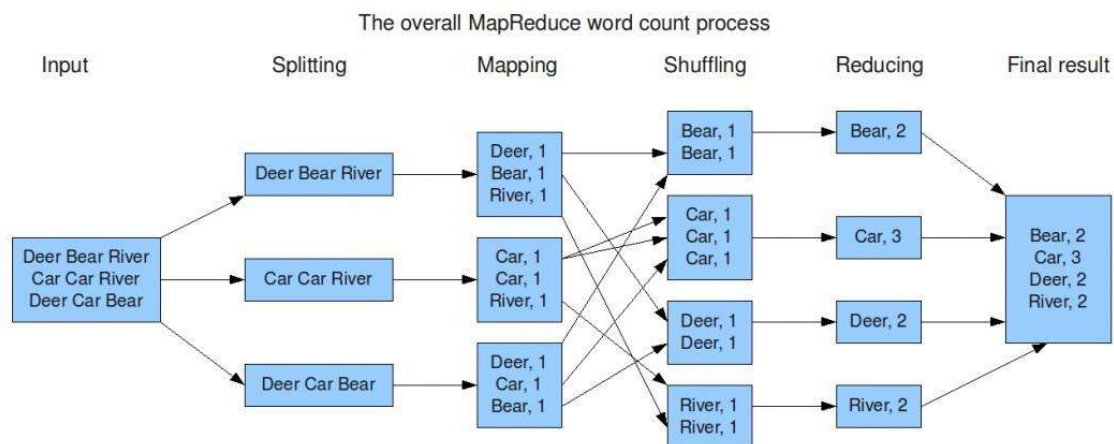 The overall MapReduce word count process
Input
Splitting
Mapping
Shuffling
Reducing
Final result
Deer Bear River
Car Car River
Deer Car Bear
Deer Bear River
Car Car River
Deer Car Bear
Deer, 1
Bear, 1
River, 1
Car, 1
Car, 1
River, 1
Deer, 1
Car, 1
Bear, 1
Bear, 1
Bear, 1
Car, 1
Car, 1
Car, 1
Deer, 1
Deer, 1
River, 1
River, 1
Bear, 2
Car, 3
Deer, 2
River, 2
Bear, 2
Car, 3
Deer, 2
River, 2